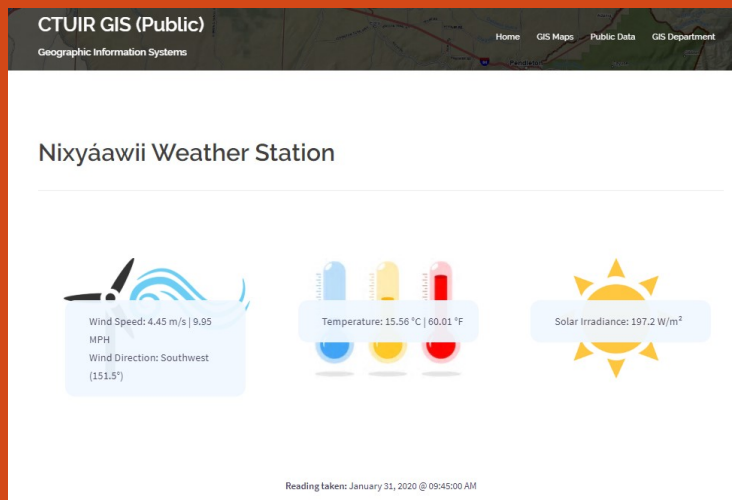 CTUIR GIS (Public)
Geographic Information Systems
Home GIS Maps Public Data GIS Department
Pendleton
Nixyáawii Weather Station
Wind Speed: 4.45 m/s | 9.95
MPH
Wind Direction: Southwest
(151.5°)
Temperature: 15.56 °C | 60.01 °F
Solar Irradiance: 197.2 W/m²
Reading taken: January 31, 2020 @ 09:45:00 AM